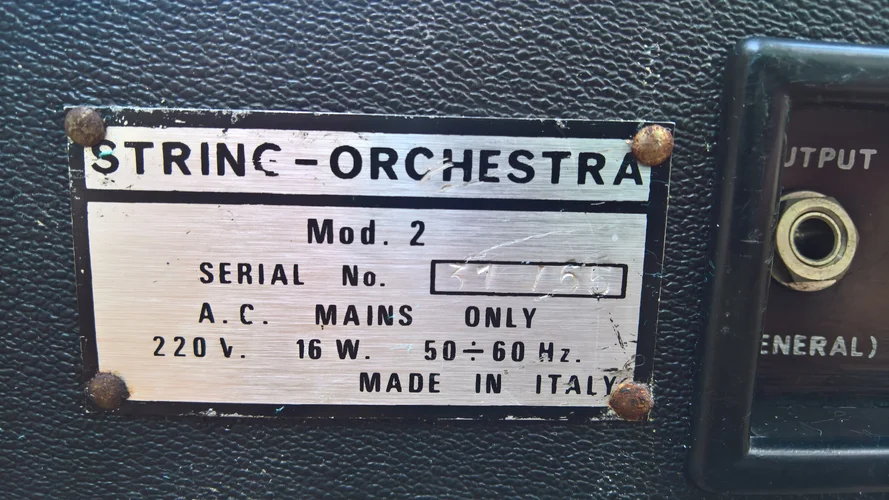 STRING-ORCHESTRA
Mod. 2
SERIAL No.
A.C. MAINS ONLY
220 V. 16 W. 50÷60 Hz.
MADE IN ITALY
UTPUT
ENERAL)